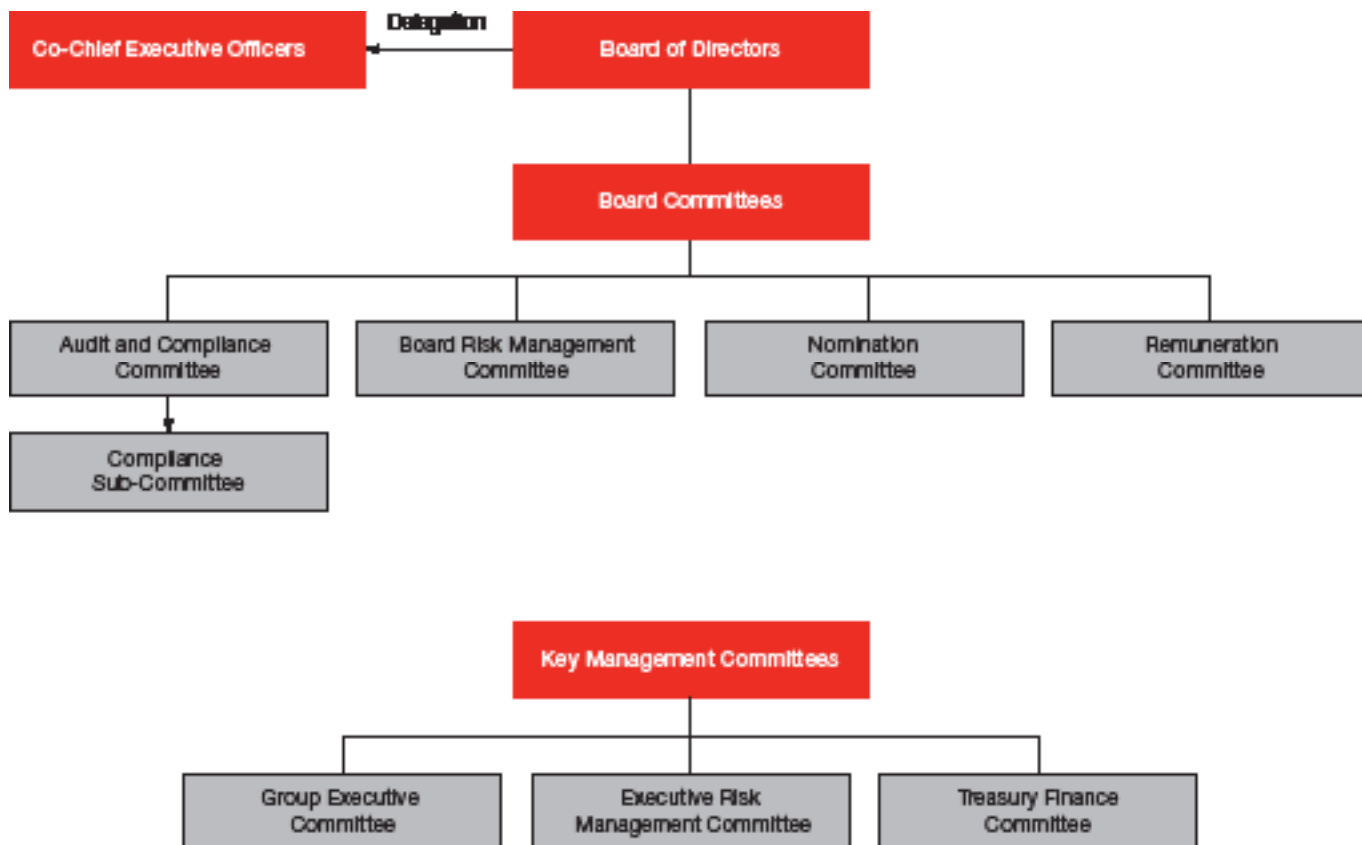 Co-Chief Executive Officers
Delegation
Board of Directors
Board Committees
Audit and Compliance
Committee
Board Risk Management
Committee
Nomination
Committee
Remuneration
Committee
Compliance
Sub-Committee
Key Management Committees
Group Executive
Committee
Executive Risk
Management Committee
Treasury Finance
Committee